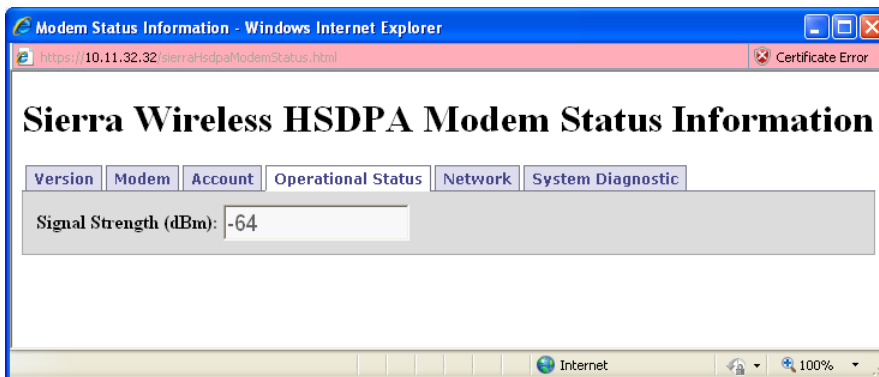 Modem Status Information - Windows Internet Explorer
https://10.11.32.32/sierraHsdpaModemStatus.html
Certificate Error
Sierra Wireless HSDPA Modem Status Information
Version Modem Account Operational Status Network System Diagnostic
Signal Strength (dBm): -64
Internet 100%